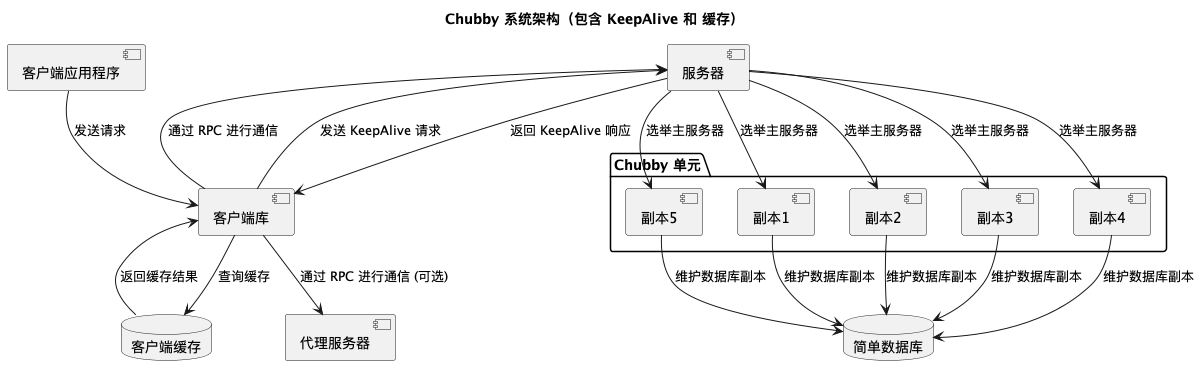 Chubby 系统架构（包含 KeepAlive 和 缓存）
客户端应用程序
服务器
发送请求
通过 RPC 进行通信
发送 KeepAlive 请求
返回 KeepAlive 响应
选举主服务器
选举主服务器
选举主服务器
选举主服务器
选举主服务器
Chubby 单元
客户端库
副本5
副本1
副本2
副本3
副本4
返回缓存结果
查询缓存
通过 RPC 进行通信 (可选)
维护数据库副本
维护数据库副本
维护数据库副本
维护数据库副本
维护数据库副本
客户端缓存
代理服务器
简单数据库